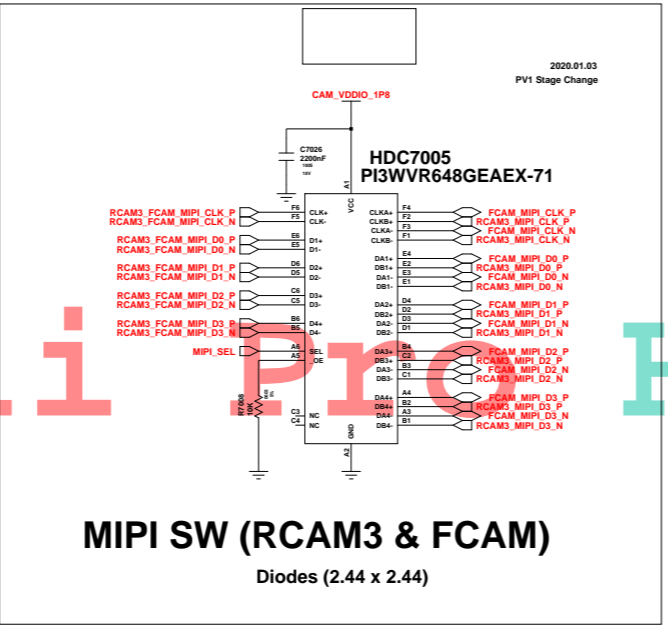 2020.01.03
PV1 Stage Change
CAM_VDDIO_1P8
C7026
2200nF
10V
HDC7005
PI3WVR648GEAEX-71
A1
VCC
RCAM3_FCAM_MIPI_CLK_P F6 CLK+ CLKA+ F4 FCAM_MIPI_CLK_P
RCAM3_FCAM_MIPI_CLK_N F5 CLK- CLKB+ F2 RCAM3_MIPI_CLK_P
CLKA- F3 FCAM_MIPI_CLK_N
CLKB- F1 RCAM3_MIPI_CLK_N
RCAM3_FCAM_MIPI_D0_P E6 D1+ DA1+ E4 FCAM_MIPI_D0_P
RCAM3_FCAM_MIPI_D0_N E5 D1- DB1+ E2 RCAM3_MIPI_D0_P
DA1- E3 FCAM_MIPI_D0_N
DB1- E1 RCAM3_MIPI_D0_N
RCAM3_FCAM_MIPI_D1_P D6 D2+ DA2+ D4 FCAM_MIPI_D1_P
RCAM3_FCAM_MIPI_D1_N D5 D2- DB2+ D2 RCAM3_MIPI_D1_P
DA2- D3 FCAM_MIPI_D1_N
DB2- D1 RCAM3_MIPI_D1_N
RCAM3_FCAM_MIPI_D2_P C6 D3+
RCAM3_FCAM_MIPI_D2_N C5 D3-
RCAM3_FCAM_MIPI_D3_P B6 D4+
RCAM3_FCAM_MIPI_D3_N B5 D4-
MIPI_SEL A6 SEL DA3+ B4 FCAM_MIPI_D2_P
A5 _OE DB3+ C2 RCAM3_MIPI_D2_P
DA3- B3 FCAM_MIPI_D2_N
DB3- C1 RCAM3_MIPI_D2_N
DA4+ A4 FCAM_MIPI_D3_P
DB4+ B2 RCAM3_MIPI_D3_P
C3 NC DA4- A3 FCAM_MIPI_D3_N
C4 NC DB4- B1 RCAM3_MIPI_D3_N
R7008
10K
GND
A2
li Pro
MIPI SW (RCAM3 & FCAM)
Diodes (2.44 x 2.44)